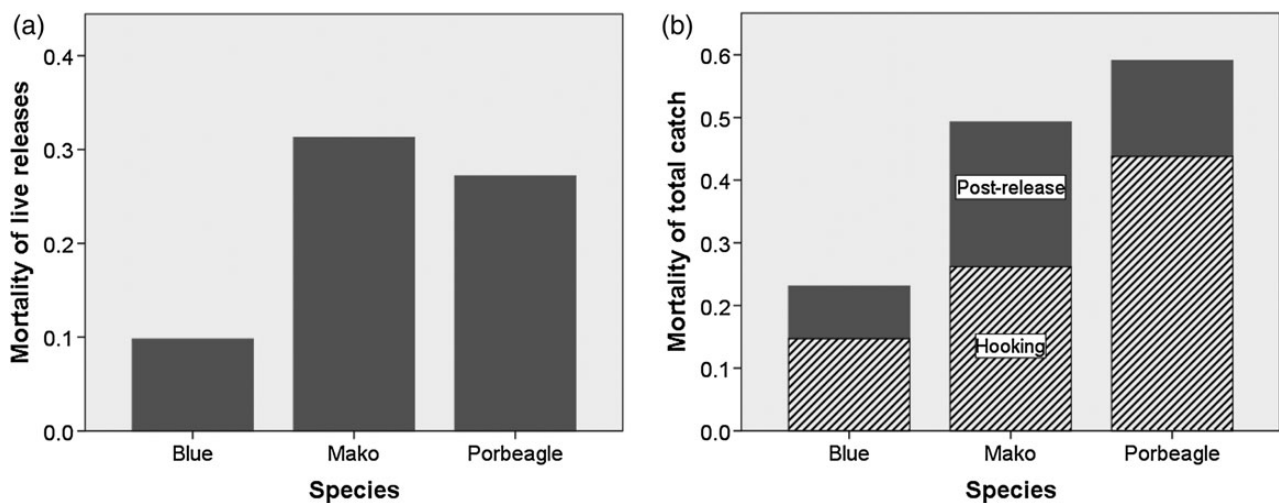 (a)
Mortality of live releases
0.4
0.3
0.2
0.1
0.0
Blue Mako Porbeagle
Species
(b)
Mortality of total catch
0.6
0.5
0.4
0.3
0.2
0.1
0.0
Post-release
Hooking
Blue Mako Porbeagle
Species